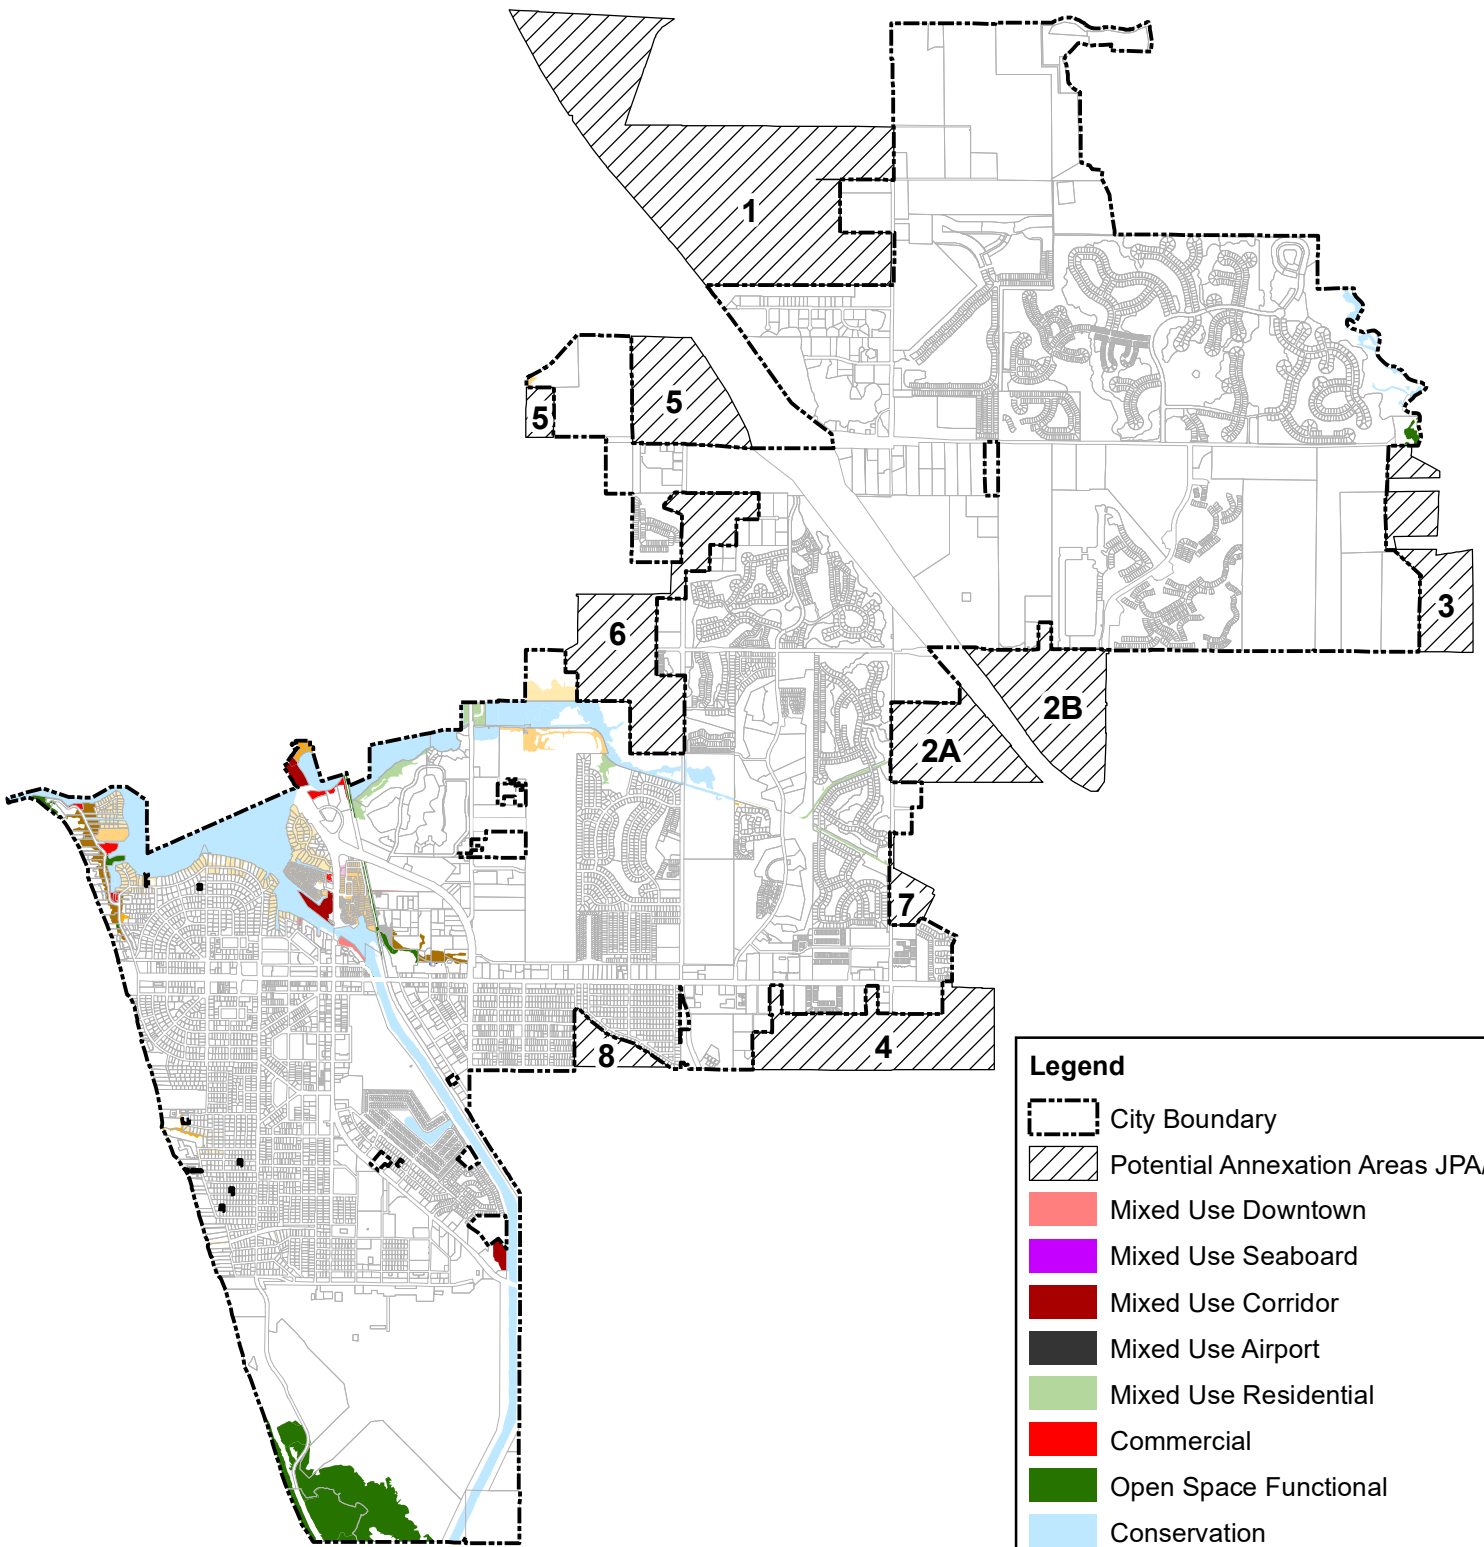 1
5
5
3
6
2B
2A
7
4
8
Legend
City Boundary
Potential Annexation Areas JPA/
Mixed Use Downtown
Mixed Use Seaboard
Mixed Use Corridor
Mixed Use Airport
Mixed Use Residential
Commercial
Open Space Functional
Conservation